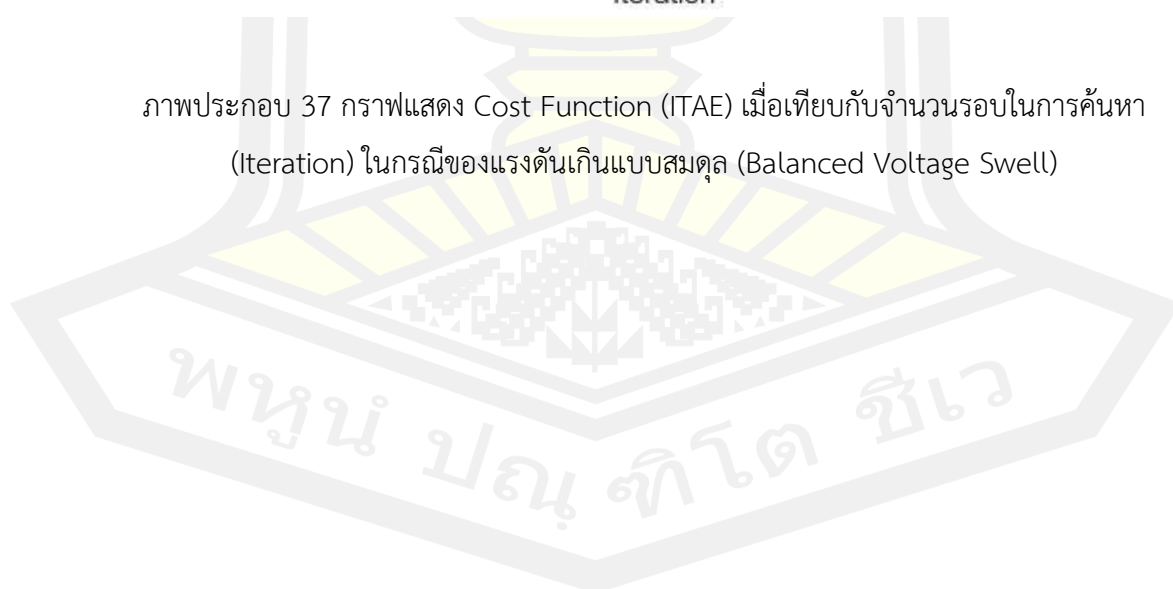 Iteration
ภาพประกอบ 37 กราฟแสดง Cost Function (ITAE) เมื่อเทียบกับจำนวนรอบในการค้นหา
(Iteration) ในกรณีของแรงดันเกินแบบสมดุล (Balanced Voltage Swell)
พหูนํ ปณฺฑิโต ชีเว